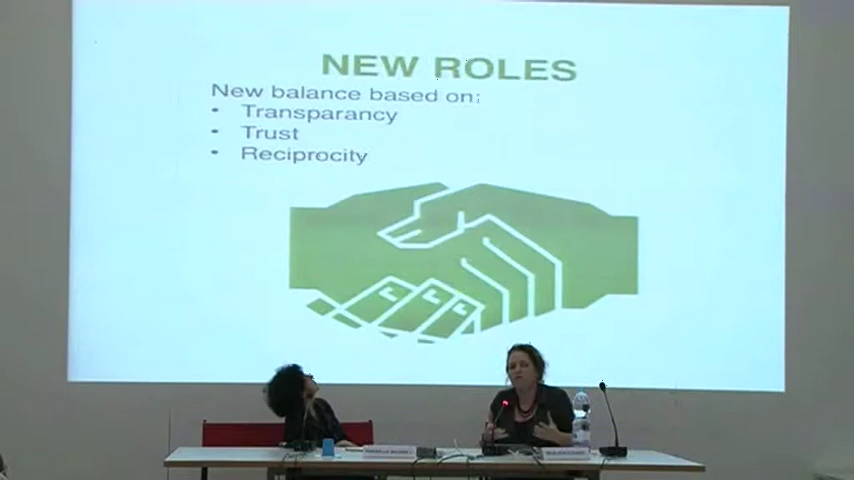 NEW ROLES
New balance based on:
• Transparancy
• Trust
• Reciprocity